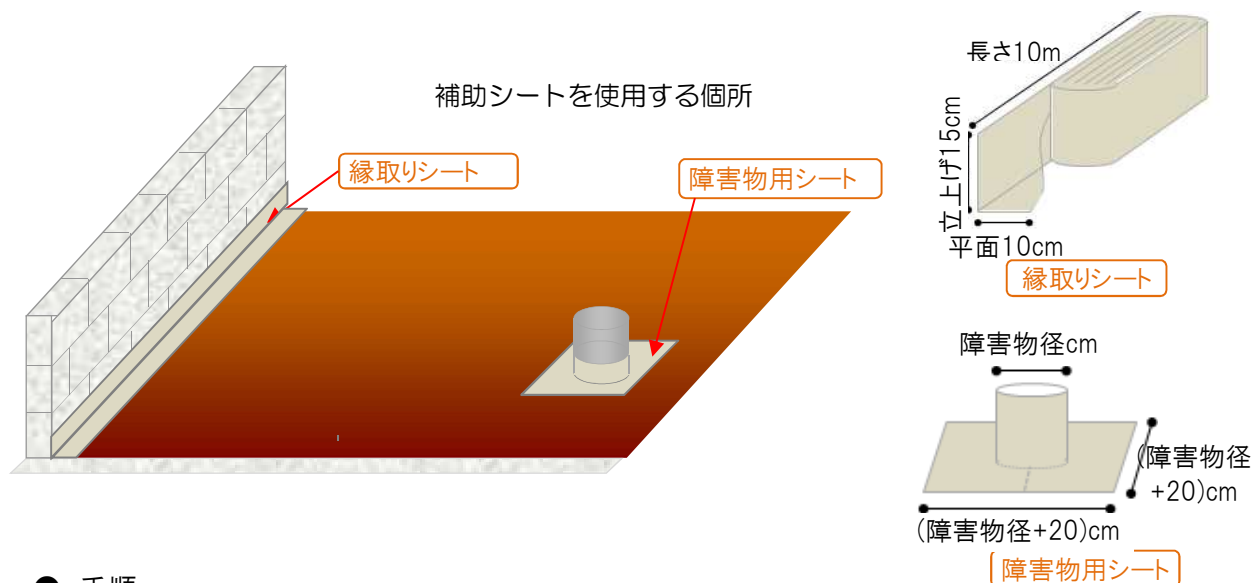 補助シートを使用する個所
縁取りシート
障害物用シート
長さ10m
立上げ15cm
平面10cm
縁取りシート
障害物径cm
(障害物径
+20)cm
(障害物径+20)cm
障害物用シート
● 手順